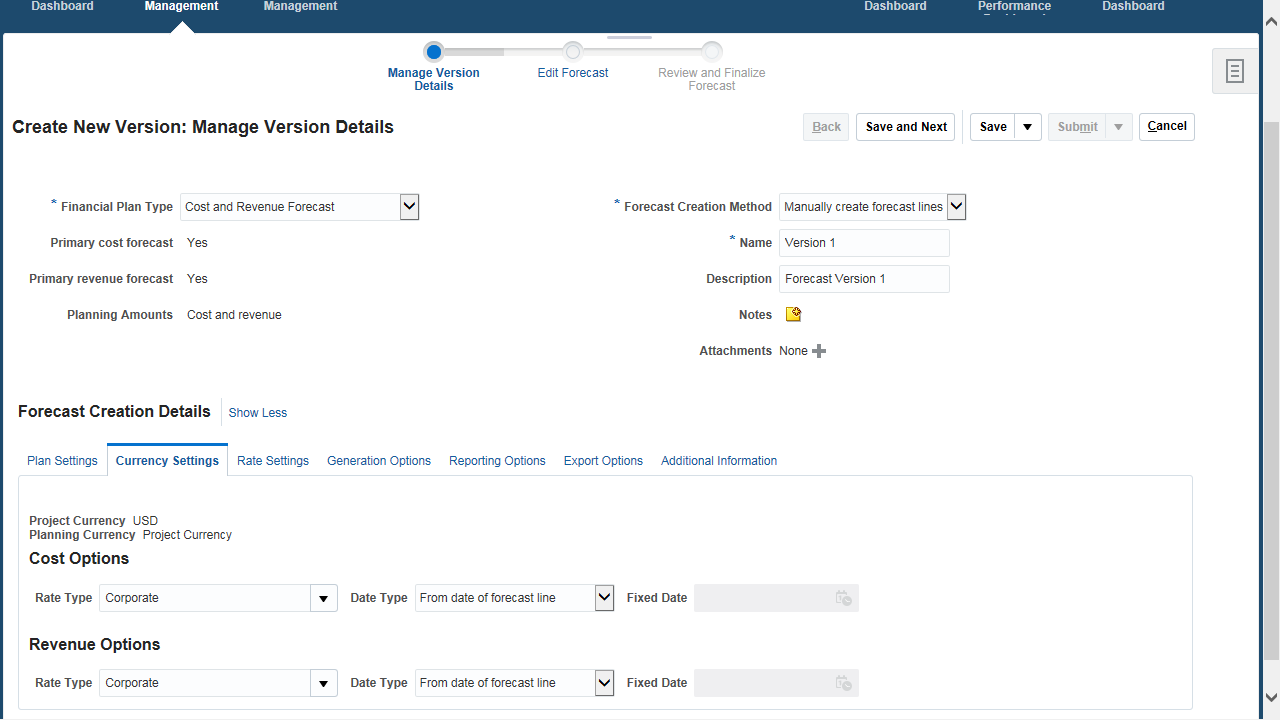 Dashboard Management Management Dashboard Performance Dashboard
Manage Version Details
Edit Forecast
Review and Finalize Forecast
Create New Version: Manage Version Details
Back Save and Next Save Submit Cancel
* Financial Plan Type Cost and Revenue Forecast
* Forecast Creation Method Manually create forecast lines
Primary cost forecast Yes
* Name Version 1
Primary revenue forecast Yes
Description Forecast Version 1
Planning Amounts Cost and revenue
Notes
Attachments None
Forecast Creation Details Show Less
Plan Settings Currency Settings Rate Settings Generation Options Reporting Options Export Options Additional Information
Project Currency USD
Planning Currency Project Currency
Cost Options
Rate Type Corporate Date Type From date of forecast line Fixed Date
Revenue Options
Rate Type Corporate Date Type From date of forecast line Fixed Date